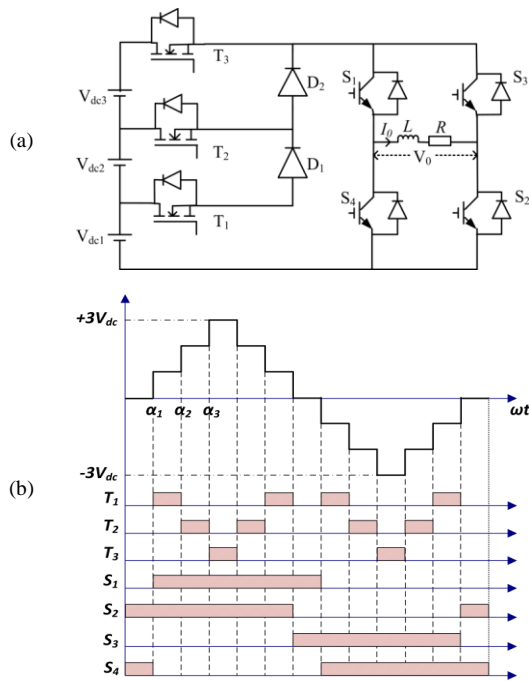 (a)
T3
Vdc3
D2
S1
S3
I0 L R
V0
T2
Vdc2
D1
S4
S2
T1
Vdc1
(b)
+3Vdc
α1 α2 α3 ωt
-3Vdc
T1
T2
T3
S1
S2
S3
S4